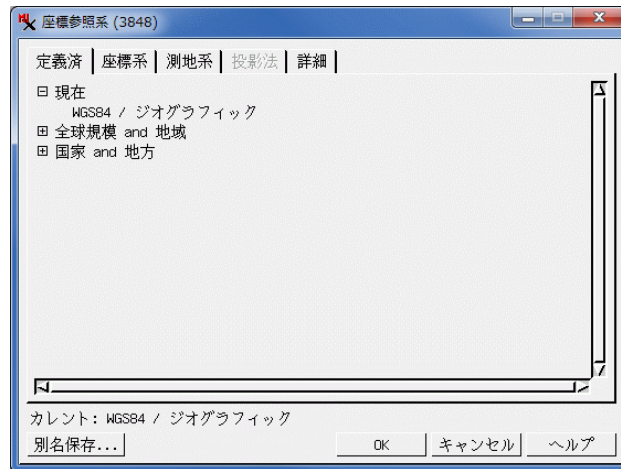 座標参照系 (3848)
定義済 座標系 測地系 投影法 詳細
現在
WGS84 / ジオグラフィック
全球規模 and 地域
国家 and 地方
カレント: WGS84 / ジオグラフィック
別名保存... OK キャンセル ヘルプ